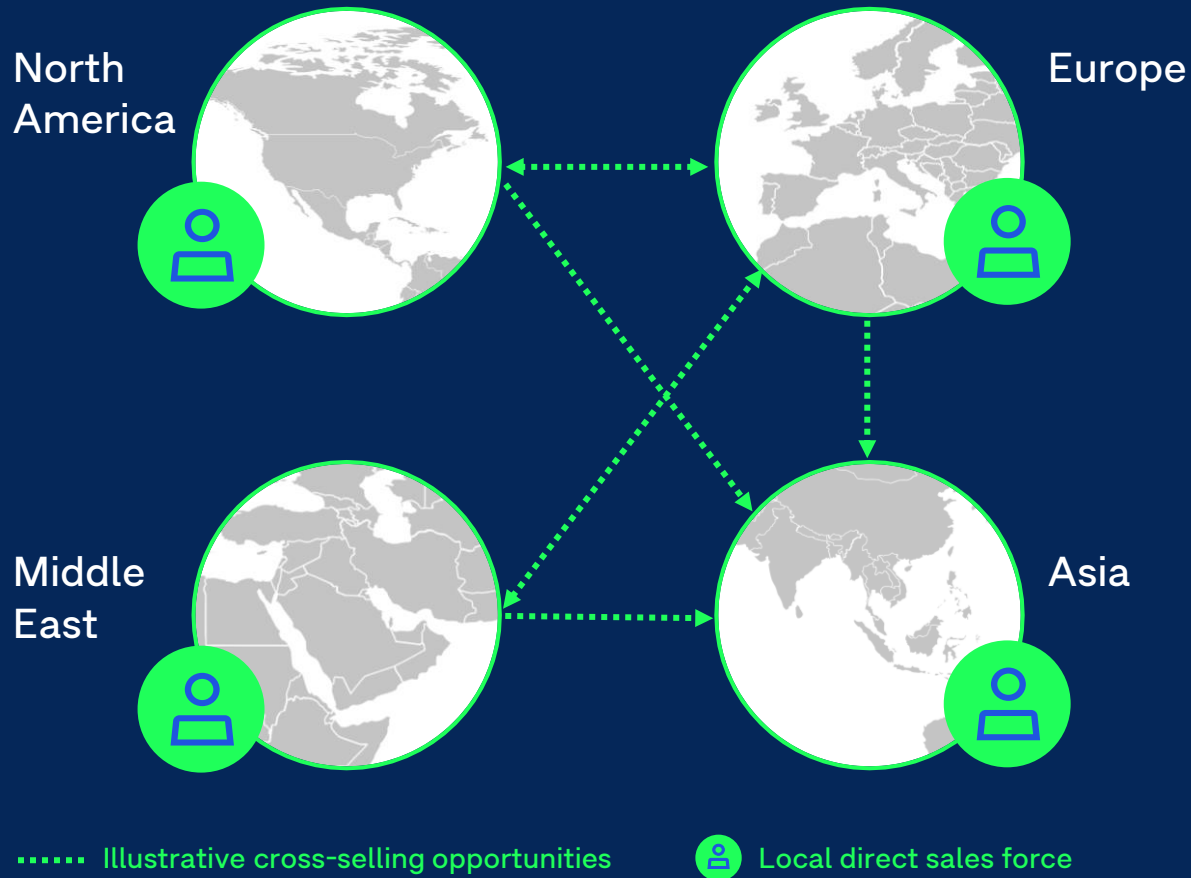 North
America
Europe
Middle
East
Asia
Illustrative cross-selling opportunities
Local direct sales force